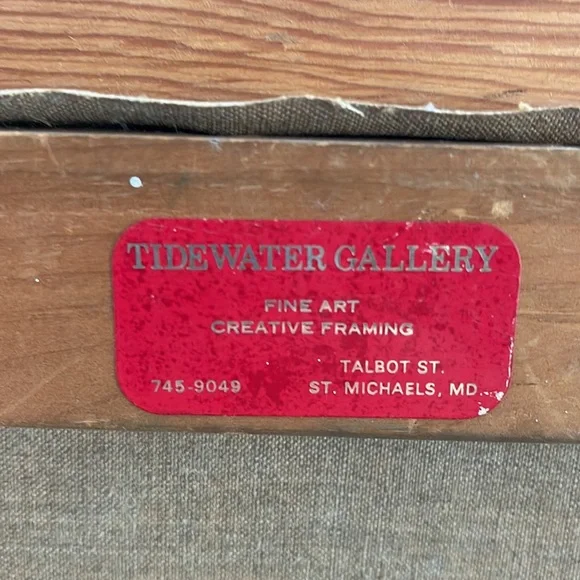 TIDEWATER GALLERY
FINE ART
CREATIVE FRAMING
TALBOT ST.
745-9049 ST. MICHAELS, MD.